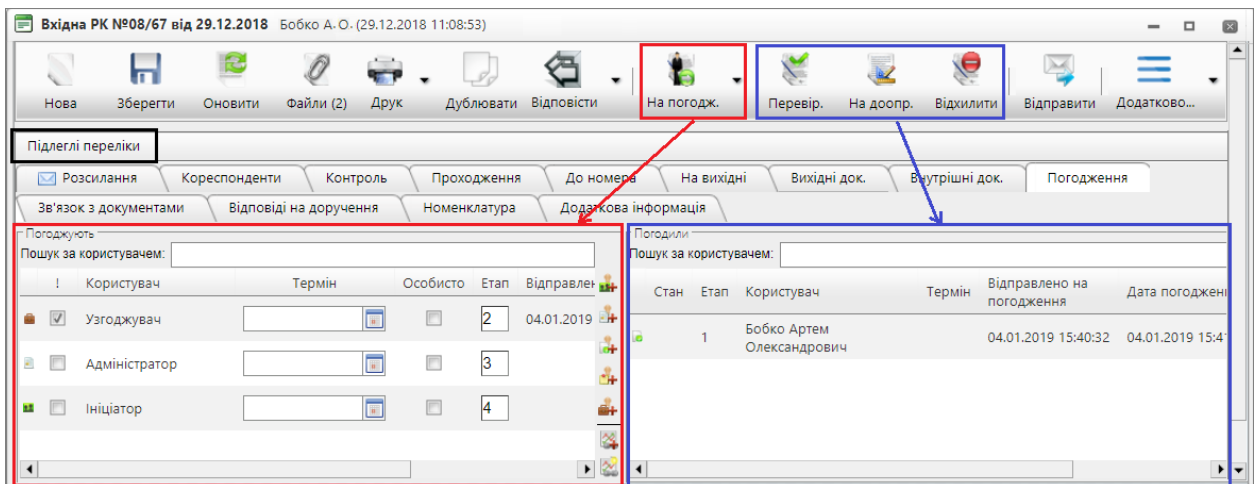 Вхідна РК №08/67 від 29.12.2018 Бобко А.О. (29.12.2018 11:08:53)
Нова Зберегти Оновити Файли (2) Друк Дублювати Відповісти На погодж. Перевір. На доопр. Відхилити Відправити Додатково...
Підлеглі переліки
Розсилання Кореспонденти Контроль Проходження До номера На вихідні Вихідні док. Внутрішні док. Погодження
Зв'язок з документами Відповіді на доручення Номенклатура Додаткова інформація
Погоджують Погодили
Пошук за користувачем: Пошук за користувачем:
! Користувач Термін Особисто Етап Відправлен Стан Етап Користувач Термін Відправлено на погодження Дата погоджен
Узгоджувач 2 04.01.2019
1 Бобко Артем Олександрович 04.01.2019 15:40:32 04.01.2019 15:41
Адміністратор 3
Ініціатор 4